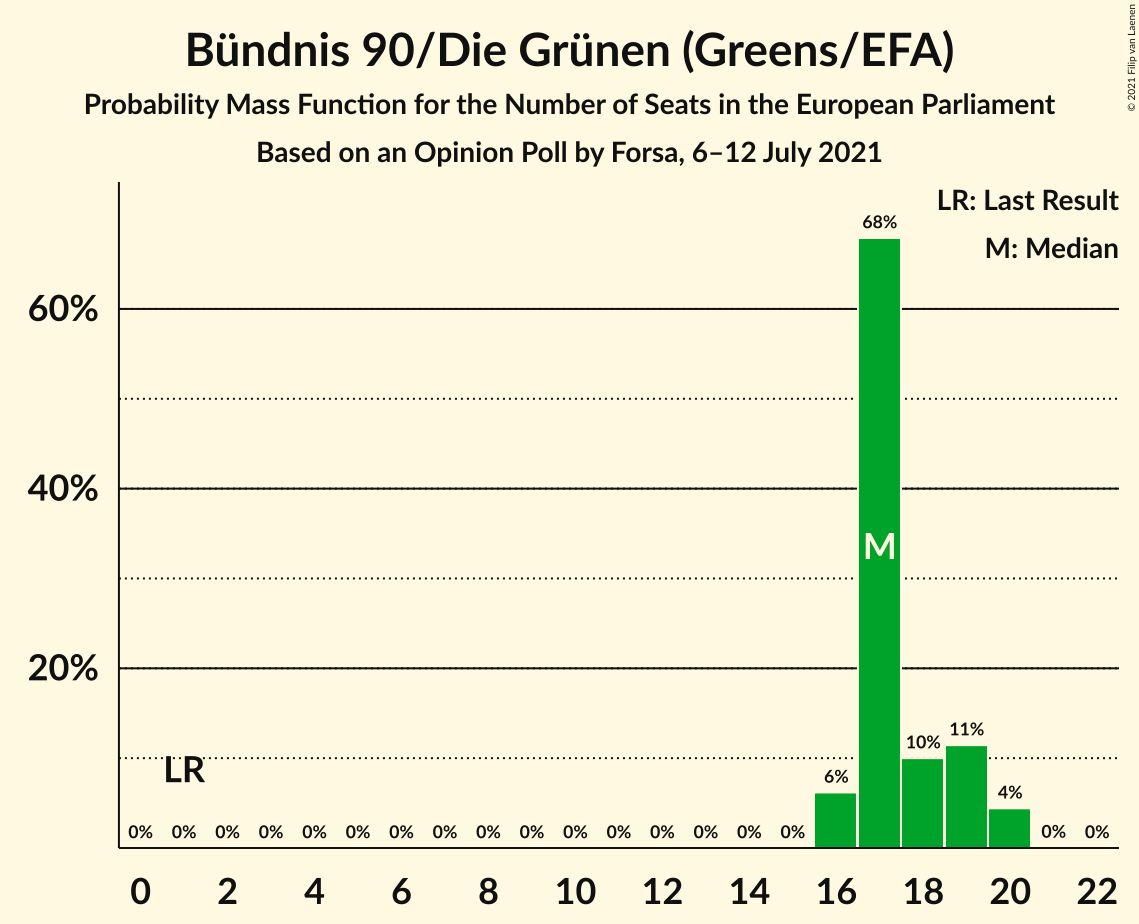 Bündnis 90/Die Grünen (Greens/EFA)
Probability Mass Function for the Number of Seats in the European Parliament
Based on an Opinion Poll by Forsa, 6–12 July 2021
© 2021 Filip van Laenen
LR: Last Result
M: Median
68%
60%
40%
M
20%
11%
10%
LR
6%
4%
0% 0% 0% 0% 0% 0% 0% 0% 0% 0% 0% 0% 0% 0% 0% 0% 0% 0%
0 2 4 6 8 10 12 14 16 18 20 22